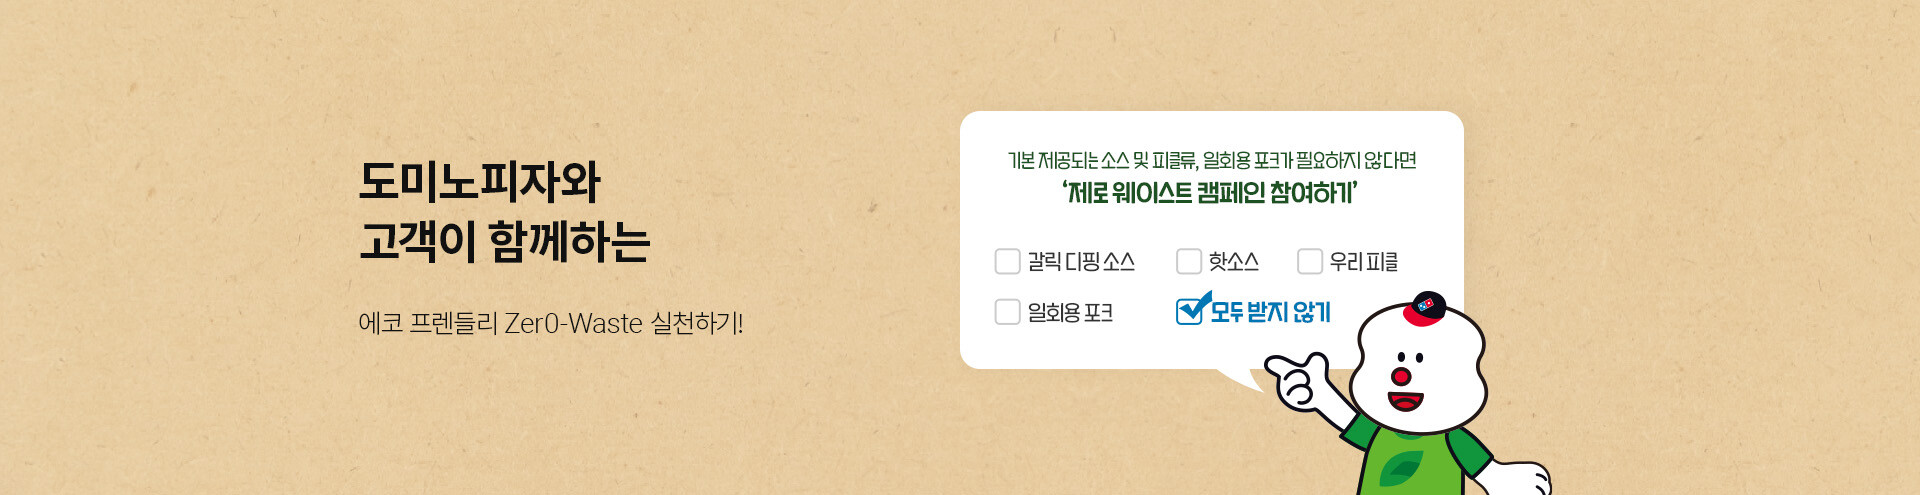 도미노피자와
고객이 함께하는
에코 프렌들리 Zer0-Waste 실천하기!
기본 제공되는 소스 및 피클류, 일회용 포크가 필요하지 않다면
‘제로 웨이스트 캠페인 참여하기’
갈릭 디핑 소스
핫소스
우리 피클
일회용 포크
모두 받지 않기